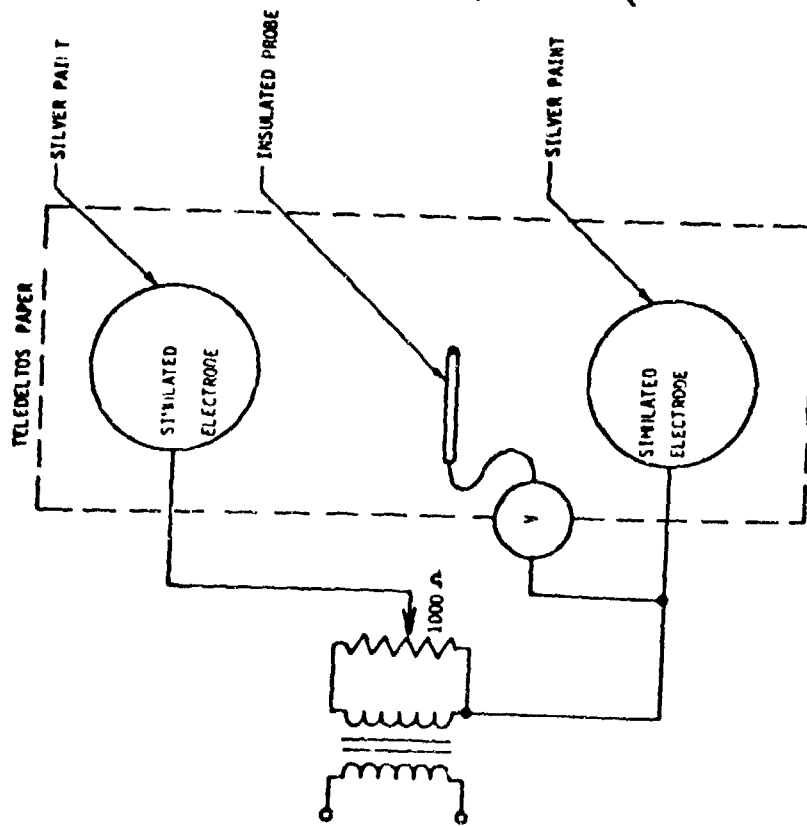 TELEDELTOS PAPER
SILVER PAINT
SIMULATED
ELECTRODE
INSULATED PROBE
1000 Ω
V
SIMULATED
ELECTRODE
SILVER PAINT